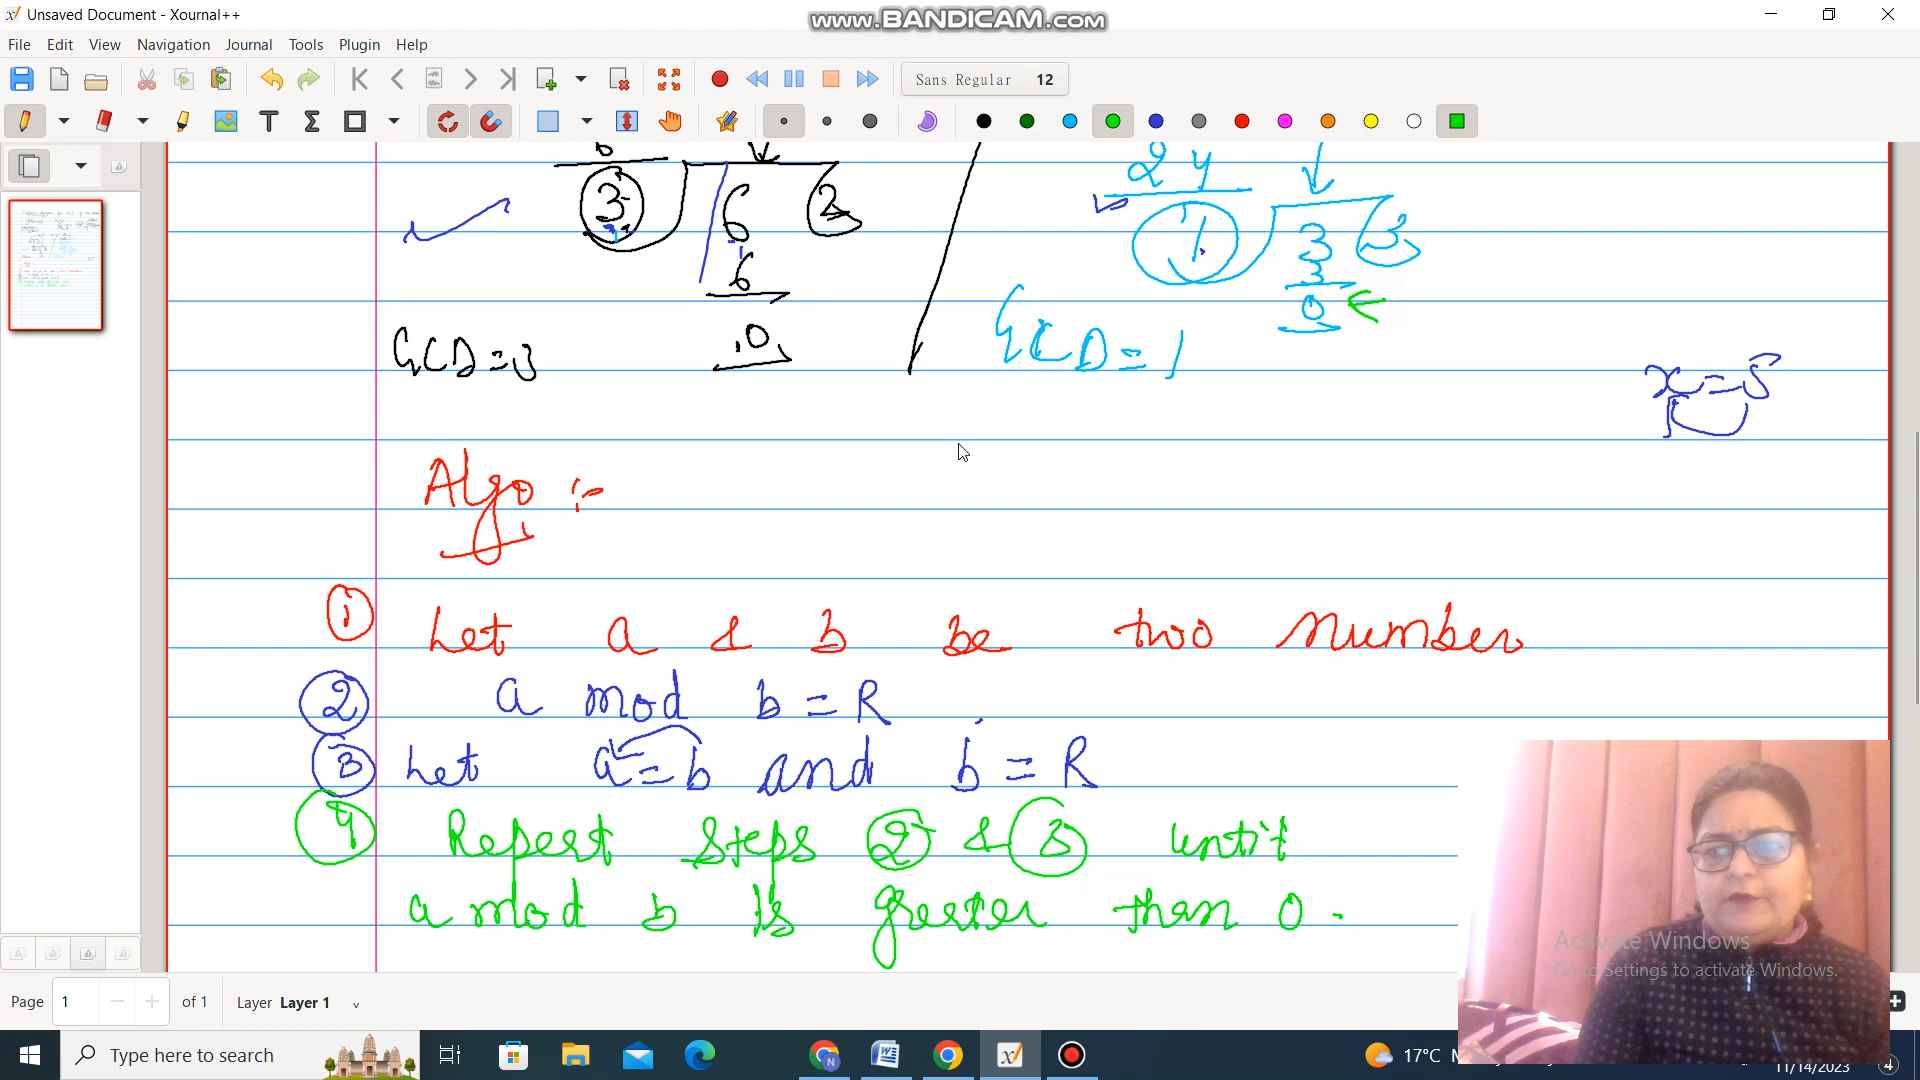 Unsaved Document - Xournal++
www.BANDICAM.com
File Edit View Navigation Journal Tools Plugin Help
Sans Regular 12
2 4
3 6 2
1 3 3
6
3
0
0
GCD=3
GCD=1
x=5
Algo :-
1 Let a & b be two number
2 a mod b = R
3 Let a=b and b = R
4 Repeat steps 2 & 3 until
a mod b is greater than 0.
Activate Windows
Go to Settings to activate Windows.
Page 1 of 1 Layer Layer 1
Type here to search
17°C
11/14/2023
4